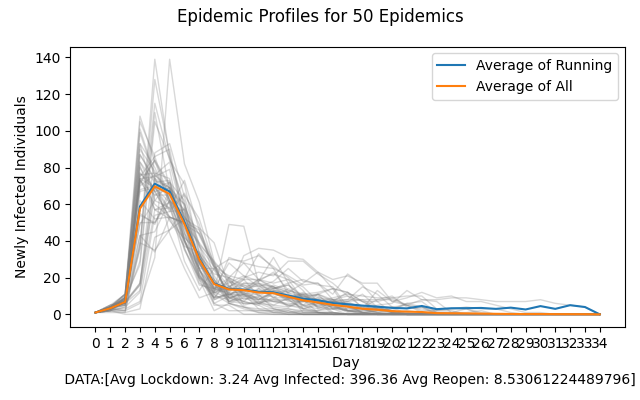 Epidemic Profiles for 50 Epidemics
140
120
100
80
60
40
20
0
Newly Infected Individuals
Average of Running
Average of All
0 1 2 3 4 5 6 7 8 9 10 11 12 13 14 15 16 17 18 19 20 21 22 23 24 25 26 27 28 29 30 31 32 33 34
Day
DATA:[Avg Lockdown: 3.24 Avg Infected: 396.36 Avg Reopen: 8.53061224489796]